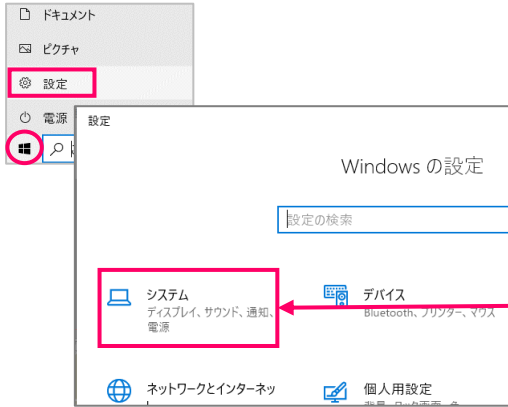 ドキュメント
ピクチャ
設定
電源
設定
Windows の設定
設定の検索
システム
ディスプレイ、サウンド、通知、
電源
デバイス
Bluetooth、プリンター、マウス
ネットワークとインターネッ
個人用設定